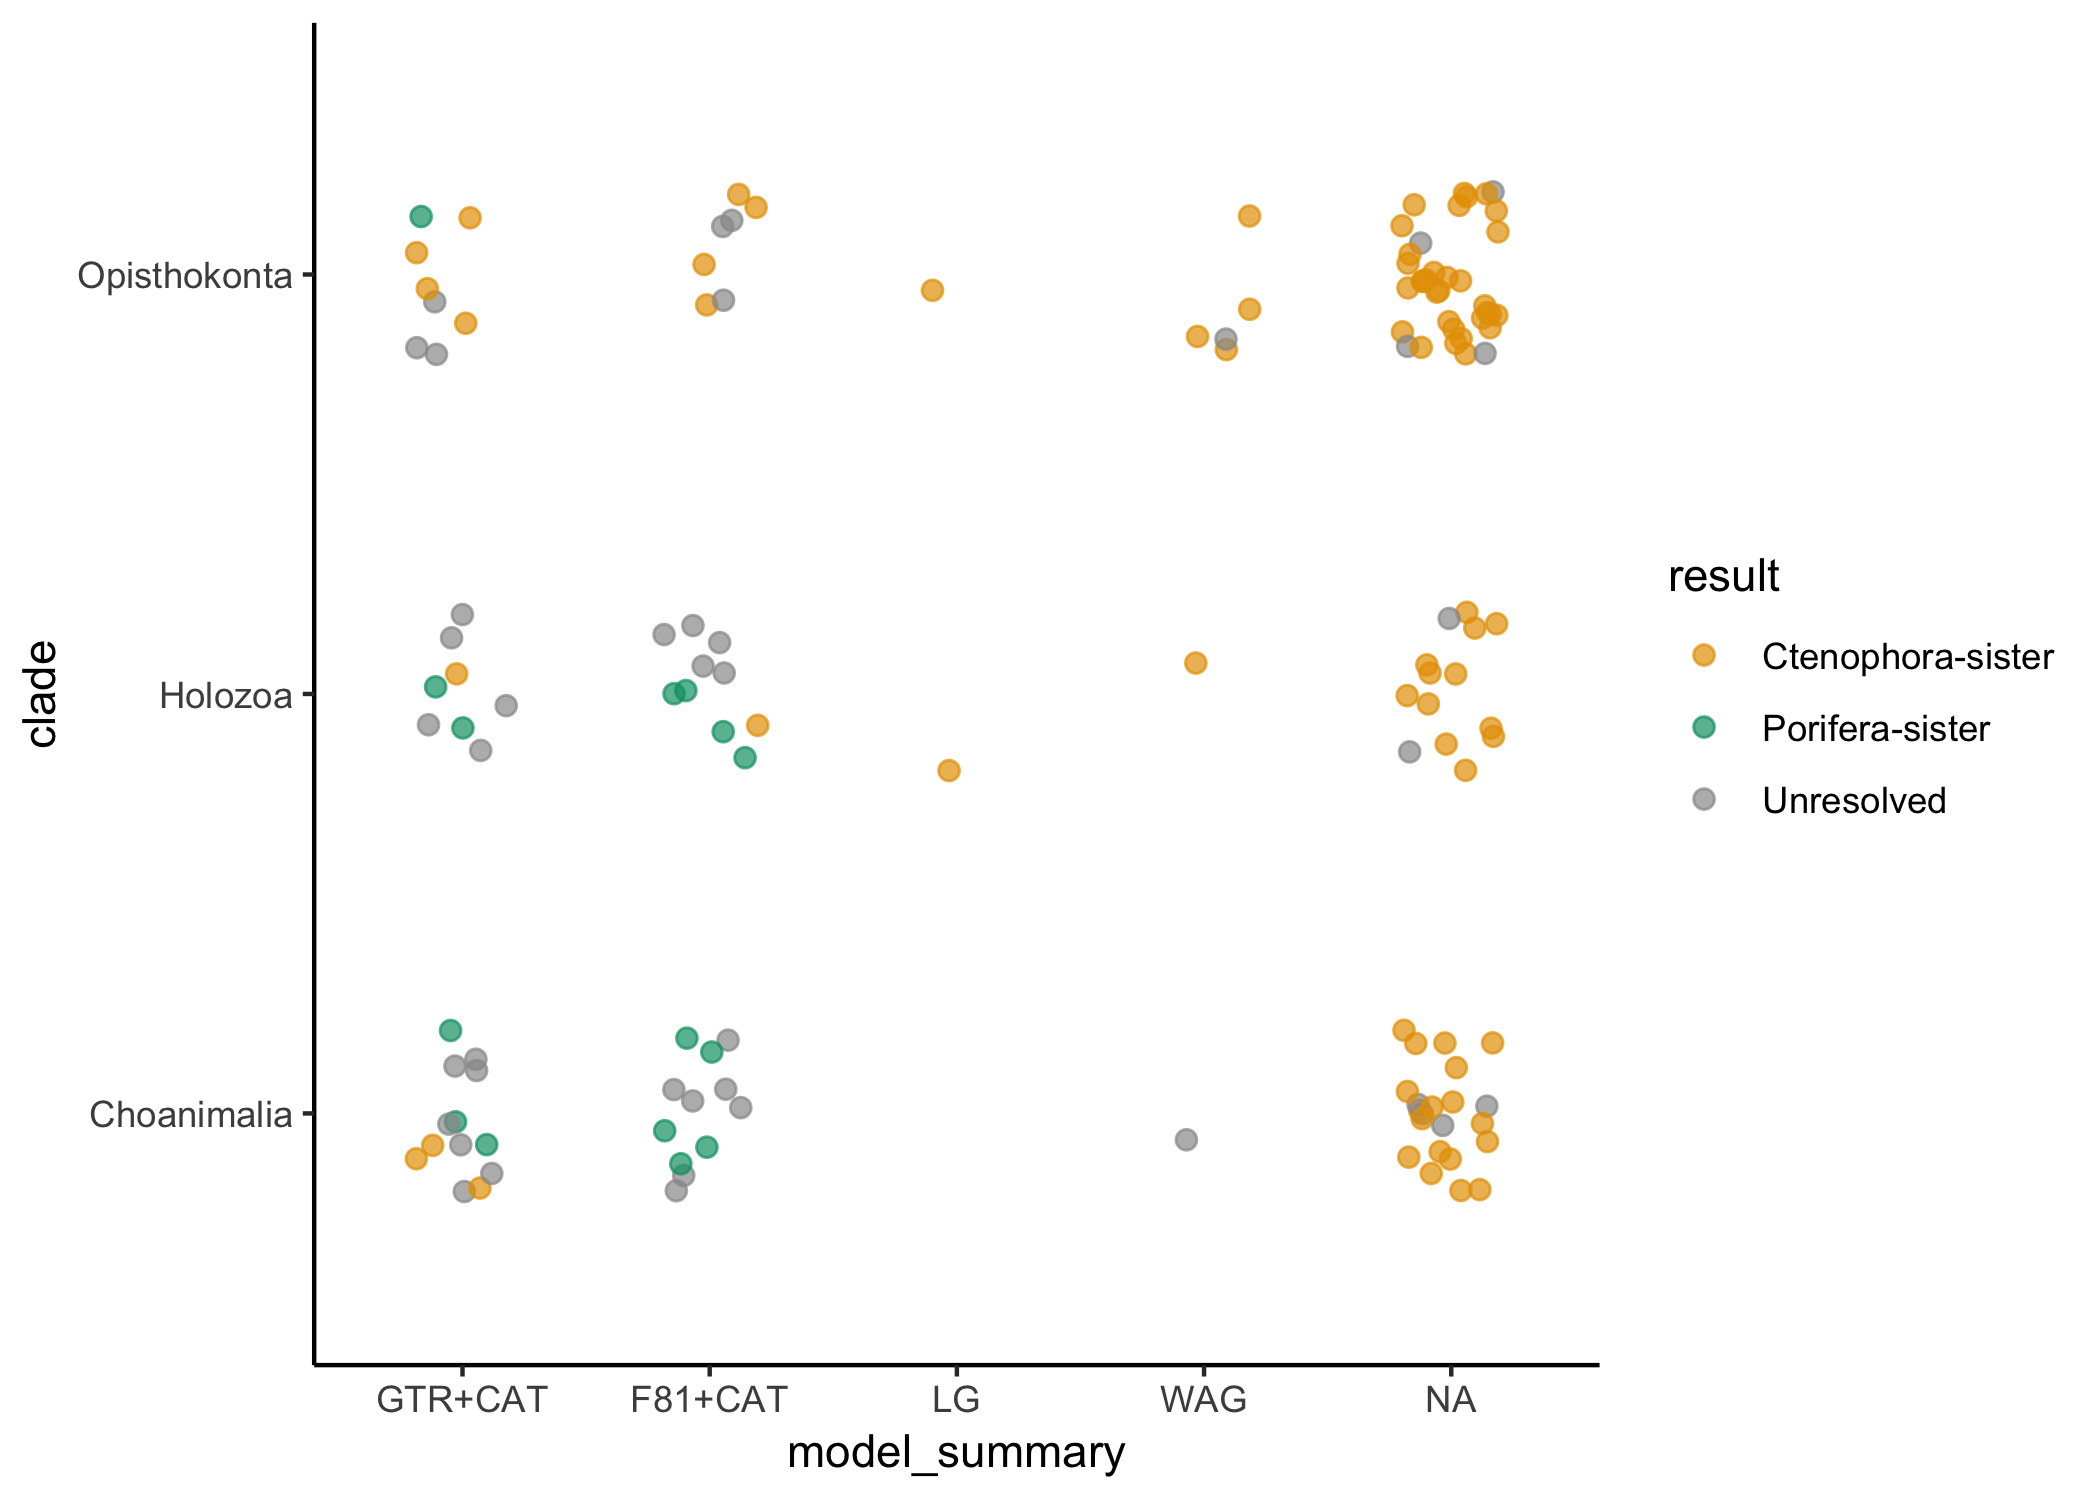 clade
Opisthokonta
Holozoa
Choanimalia
GTR+CAT
F81+CAT
LG
WAG
NA
model_summary
result
Ctenophora-sister
Porifera-sister
Unresolved